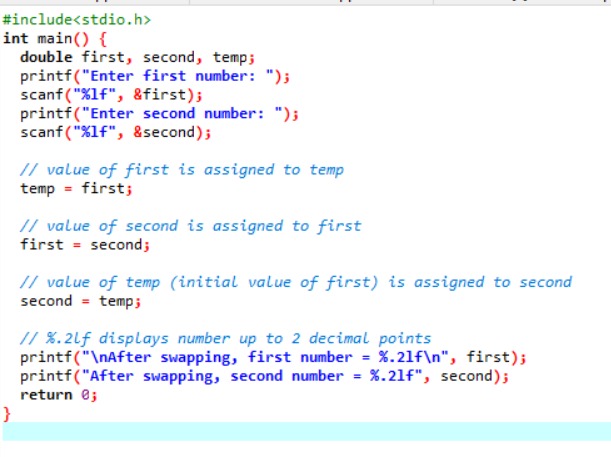 #include<stdio.h>
int main() {
  double first, second, temp;
  printf("Enter first number: ");
  scanf("%lf", &first);
  printf("Enter second number: ");
  scanf("%lf", &second);

  // value of first is assigned to temp
  temp = first;

  // value of second is assigned to first
  first = second;

  // value of temp (initial value of first) is assigned to second
  second = temp;

  // %.2lf displays number up to 2 decimal points
  printf("\nAfter swapping, first number = %.2lf\n", first);
  printf("After swapping, second number = %.2lf", second);
  return 0;
}